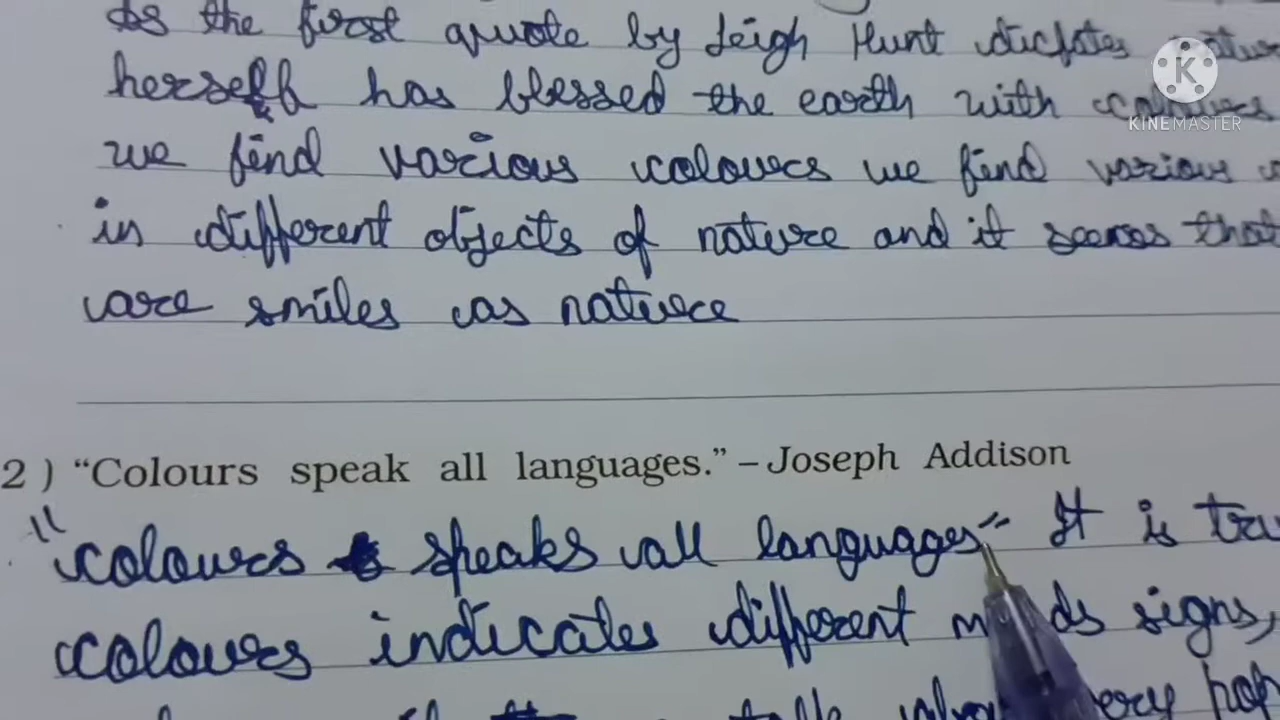 As the first quote by Leigh Hunt dictates
herself has blessed the earth with colours
we find various colours we find various
in different objects of nature and it seems that
are smiles as nature
KINEMASTER
2) “Colours speak all languages.” – Joseph Addison
"colours speaks all languages" It is
colours indicates different signs,